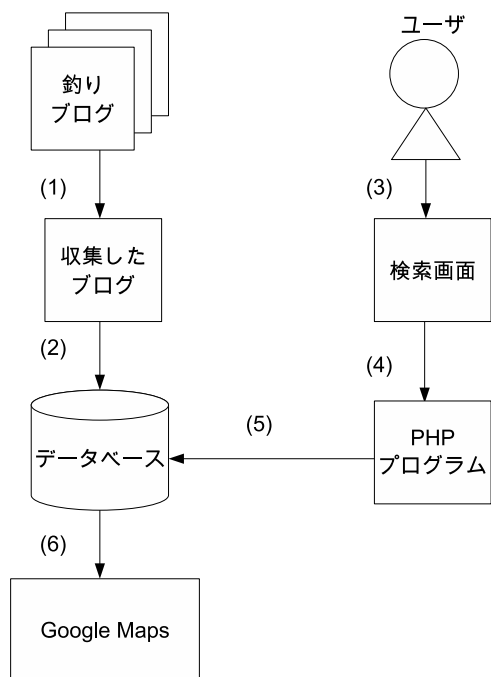 釣り
ブログ
(1)
収集した
ブログ
(2)
データベース
(6)
Google Maps
ユーザ
(3)
検索画面
(4)
PHP
プログラム
(5)